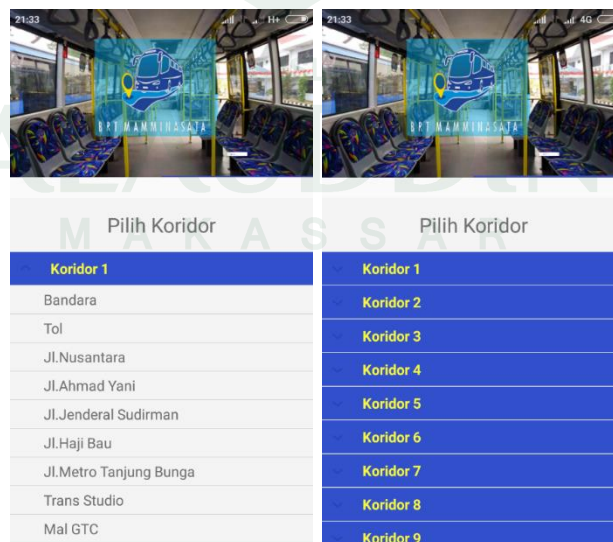 21:33
H+
BRT MAMMINASATA
Pilih Koridor
Koridor 1
Bandara
Tol
Jl.Nusantara
Jl.Ahmad Yani
Jl.Jenderal Sudirman
Jl.Haji Bau
Jl.Metro Tanjung Bunga
Trans Studio
Mal GTC
21:33
4G
BRT MAMMINASATA
Pilih Koridor
Koridor 1
Koridor 2
Koridor 3
Koridor 4
Koridor 5
Koridor 6
Koridor 7
Koridor 8
Koridor 9
MAKASSAR